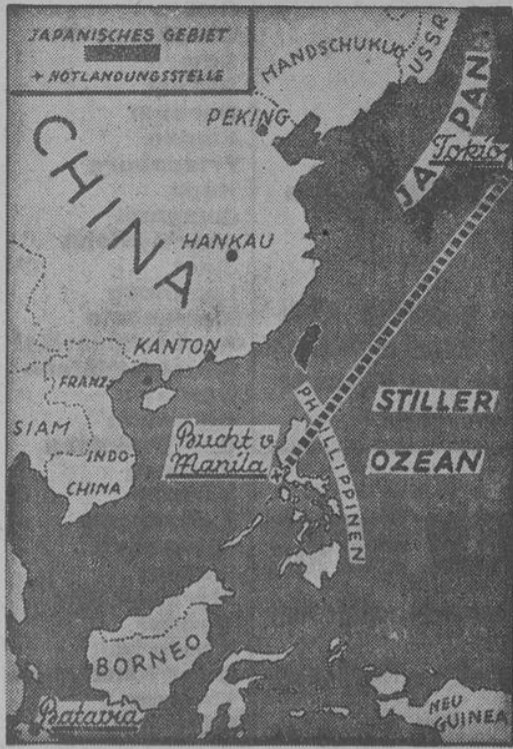 JAPANISCHES GEBIET
+ NOTLANDUNGSSTELLE
MANDSCHUKUO
USSR
PEKING
JAPAN
Tokio
CHINA
HANKAU
KANTON
FRANZ.
SIAM
INDO
CHINA
Bucht v.
Manila
PHILLIPPINEN
STILLER
OZEAN
BORNEO
Batavia
NEU
GUINEA